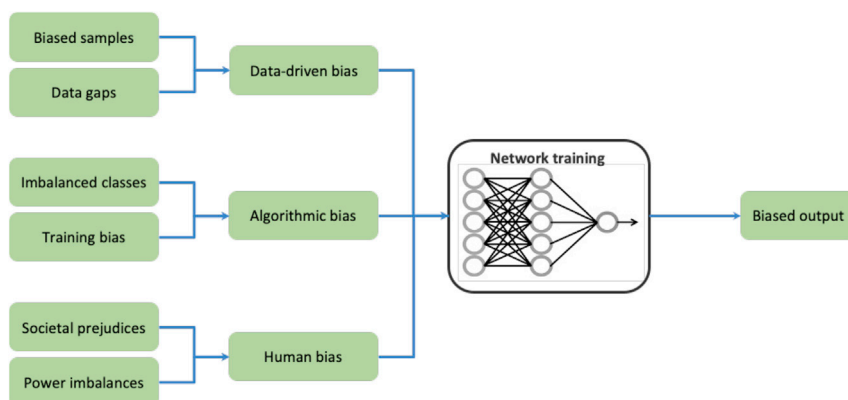 Biased samples
Data gaps
Data-driven bias
Imbalanced classes
Training bias
Algorithmic bias
Societal prejudices
Power imbalances
Human bias
Network training
Biased output